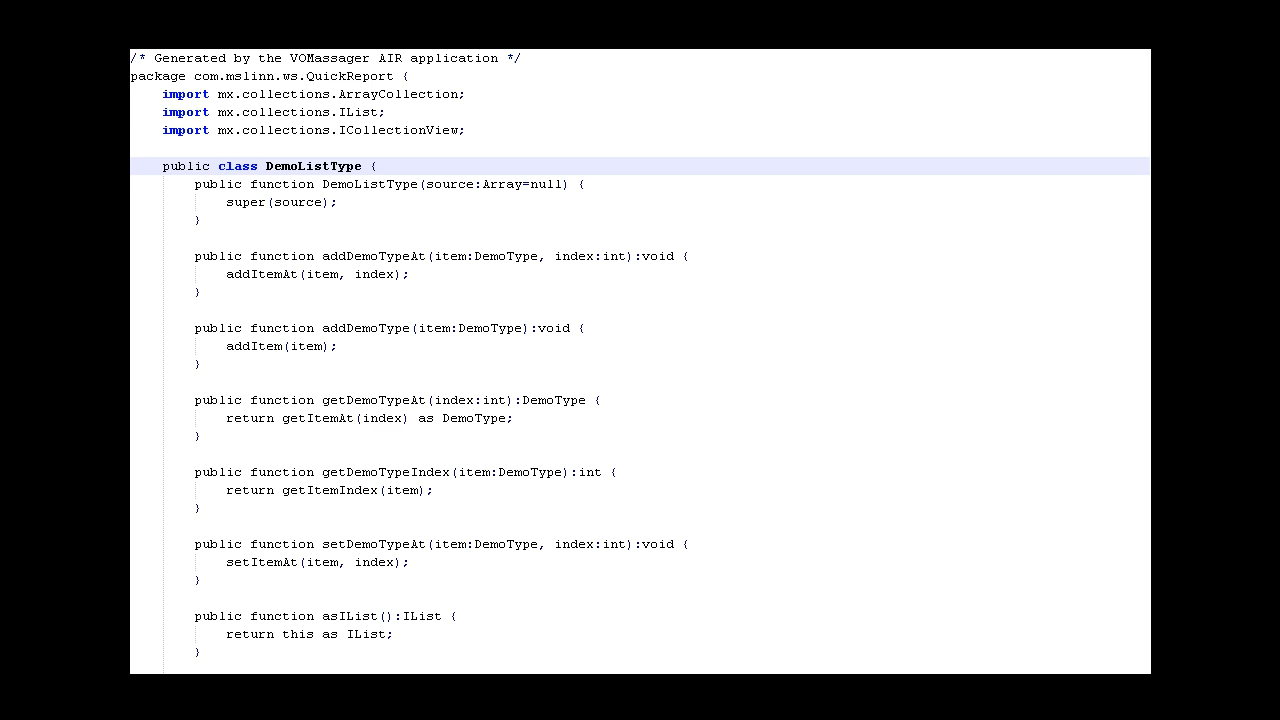 /* Generated by the VOMassager AIR application */
package com.mslinn.ws.QuickReport {
    import mx.collections.ArrayCollection;
    import mx.collections.IList;
    import mx.collections.ICollectionView;

    public class DemoListType {
        public function DemoListType(source:Array=null) {
            super(source);
        }

        public function addDemoTypeAt(item:DemoType, index:int):void {
            addItemAt(item, index);
        }

        public function addDemoType(item:DemoType):void {
            addItem(item);
        }

        public function getDemoTypeAt(index:int):DemoType {
            return getItemAt(index) as DemoType;
        }

        public function getDemoTypeIndex(item:DemoType):int {
            return getItemIndex(item);
        }

        public function setDemoTypeAt(item:DemoType, index:int):void {
            setItemAt(item, index);
        }

        public function asIList():IList {
            return this as IList;
        }